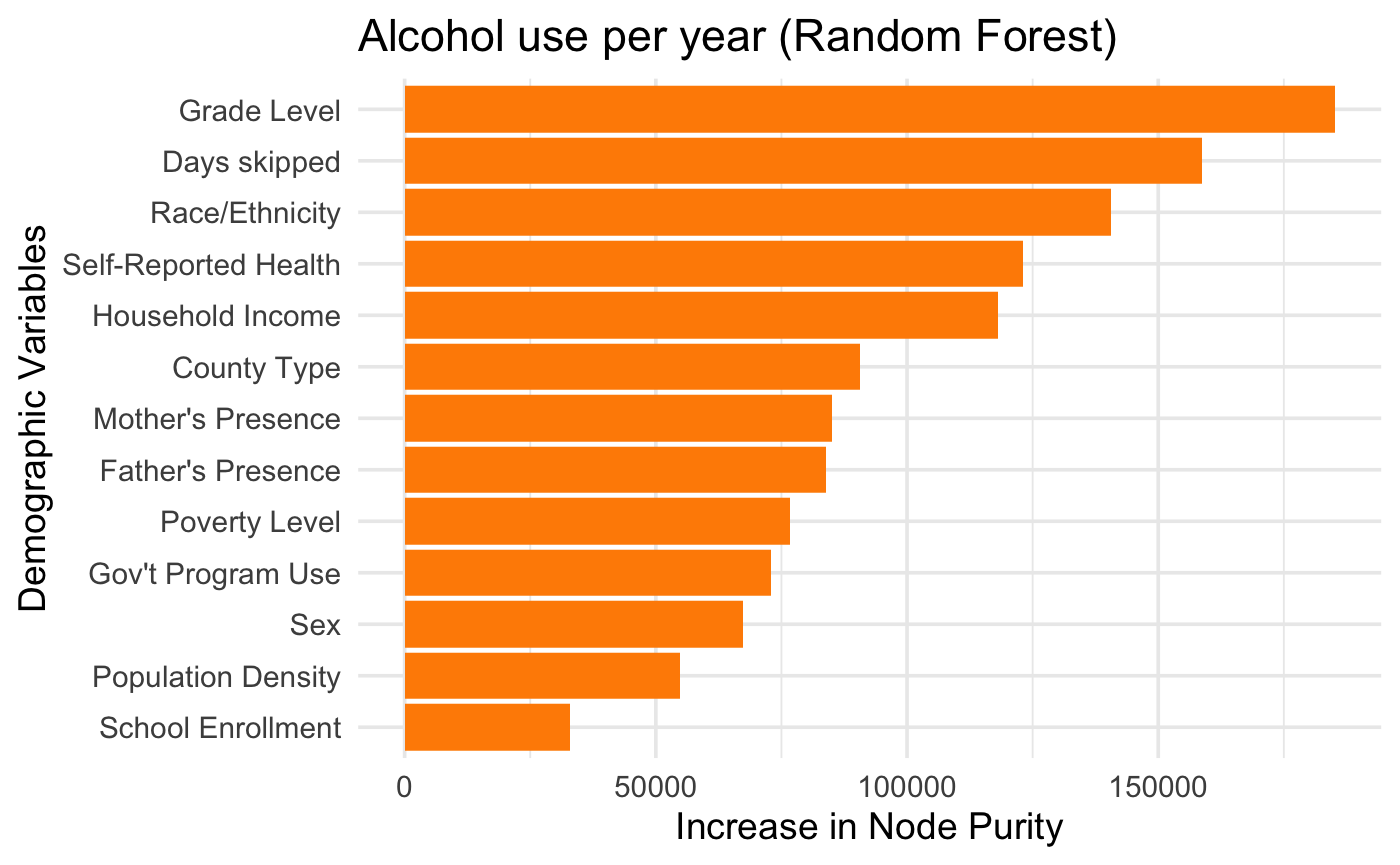 Alcohol use per year (Random Forest)
Demographic Variables
Grade Level
Days skipped
Race/Ethnicity
Self-Reported Health
Household Income
County Type
Mother's Presence
Father's Presence
Poverty Level
Gov't Program Use
Sex
Population Density
School Enrollment
0 50000 100000 150000
Increase in Node Purity